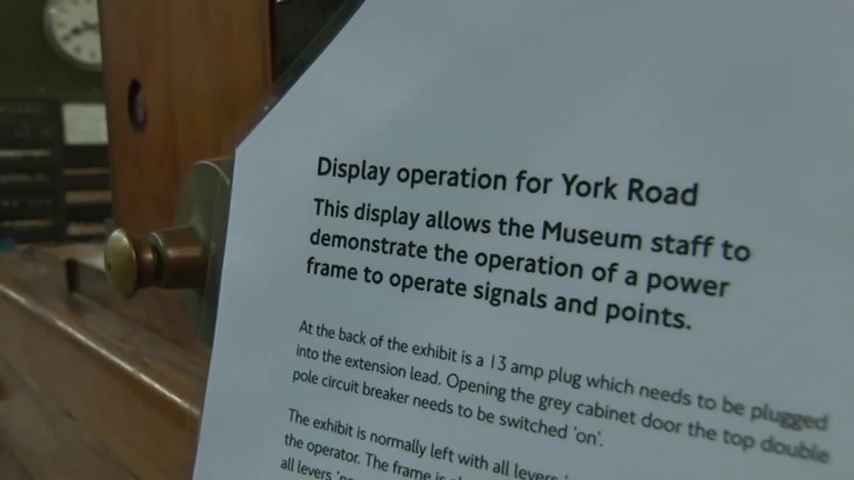 Display operation for York Road
This display allows the Museum staff to
demonstrate the operation of a power
frame to operate signals and points.
At the back of the exhibit is a 13 amp plug which needs to be plugged
into the extension lead. Opening the grey cabinet door the top double
pole circuit breaker needs to be switched 'on'.
The exhibit is normally left with all levers
the operator. The frame is
all levers